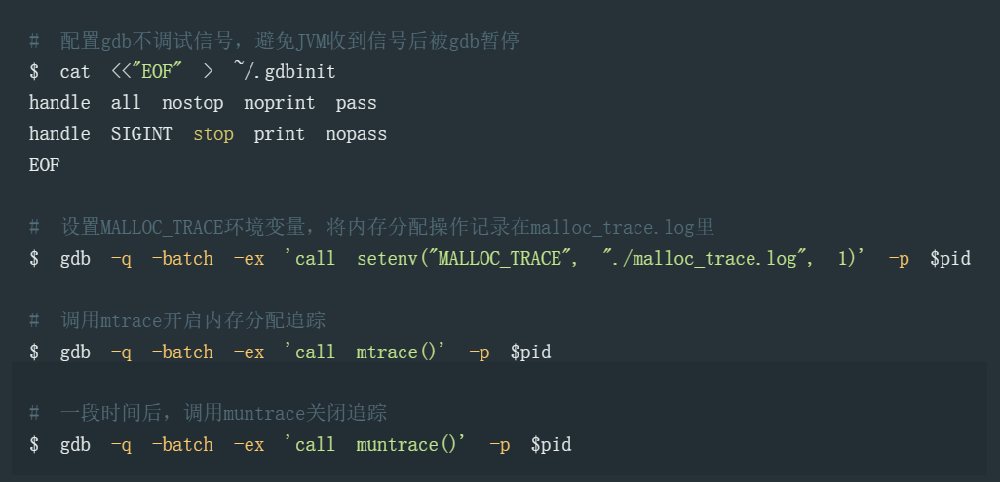 # 配置gdb不调试信号，避免JVM收到信号后被gdb暂停
$ cat <<"EOF" > ~/.gdbinit
handle all nostop noprint pass
handle SIGINT stop print nopass
EOF
# 设置MALLOC_TRACE环境变量，将内存分配操作记录在malloc_trace.log里
$ gdb -q -batch -ex 'call setenv("MALLOC_TRACE", "./malloc_trace.log", 1)' -p $pid
# 调用mtrace开启内存分配追踪
$ gdb -q -batch -ex 'call mtrace()' -p $pid
# 一段时间后，调用muntrace关闭追踪
$ gdb -q -batch -ex 'call muntrace()' -p $pid